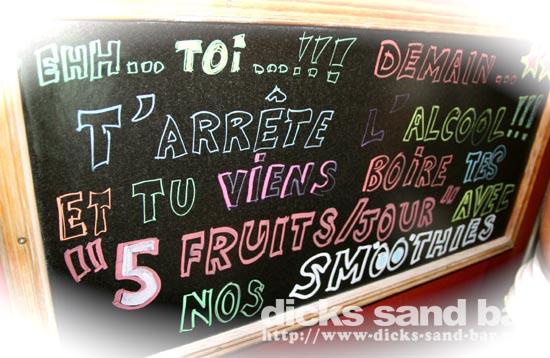 EHH... TOi ...!!! DEMAIN...
T'ARRÊTE L'ALCOOL!!!
ET TU ViENS BOiRE TES
"5 FRUITS/JOUR" AVEC
NOS SMOOTHIES
dicks sand ba
http://www.dicks-sand-bar